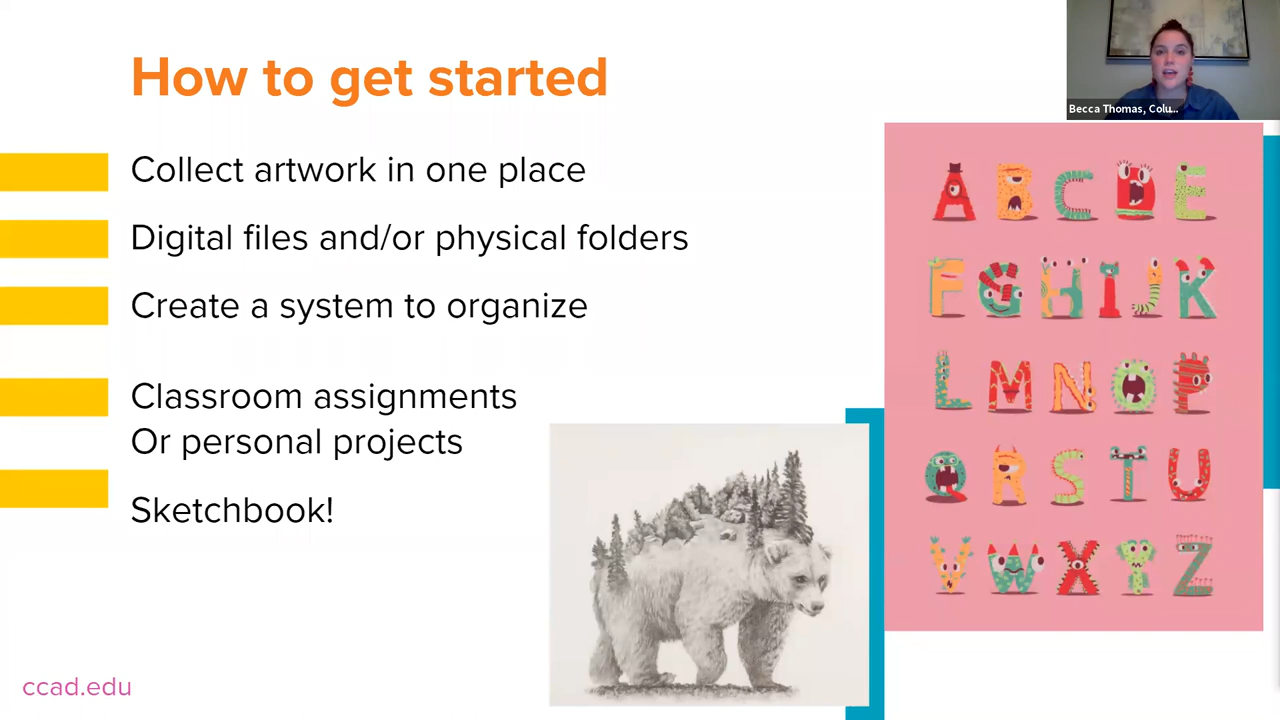 How to get started
Becca Thomas, Colu...
Collect artwork in one place
Digital files and/or physical folders
Create a system to organize
Classroom assignments
Or personal projects
Sketchbook!
A B C D E
F G H I J K
L M N O P
Q R S T U
V W X Y Z
ccad.edu